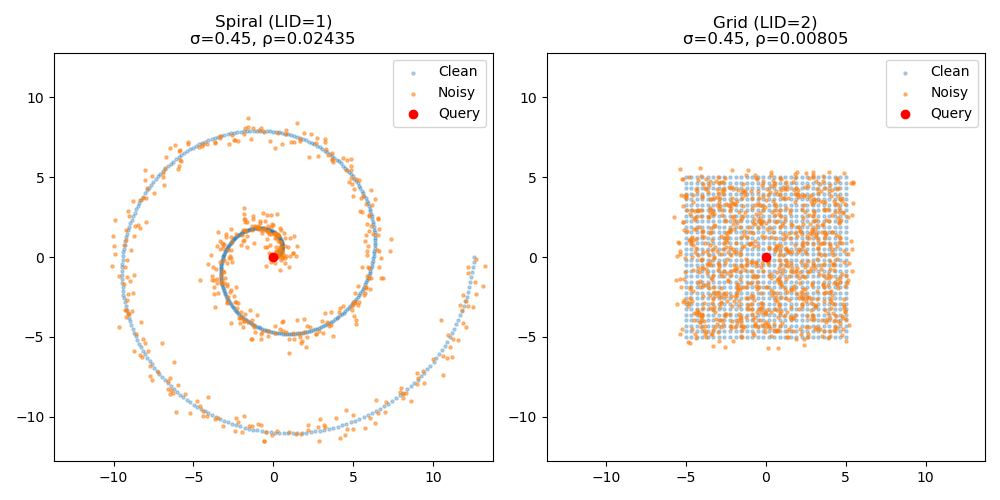 Spiral (LID=1)
σ=0.45, ρ=0.02435
Clean
Noisy
Query
10
5
0
−5
−10
−10
−5
0
5
10
Grid (LID=2)
σ=0.45, ρ=0.00805
Clean
Noisy
Query
10
5
0
−5
−10
−10
−5
0
5
10